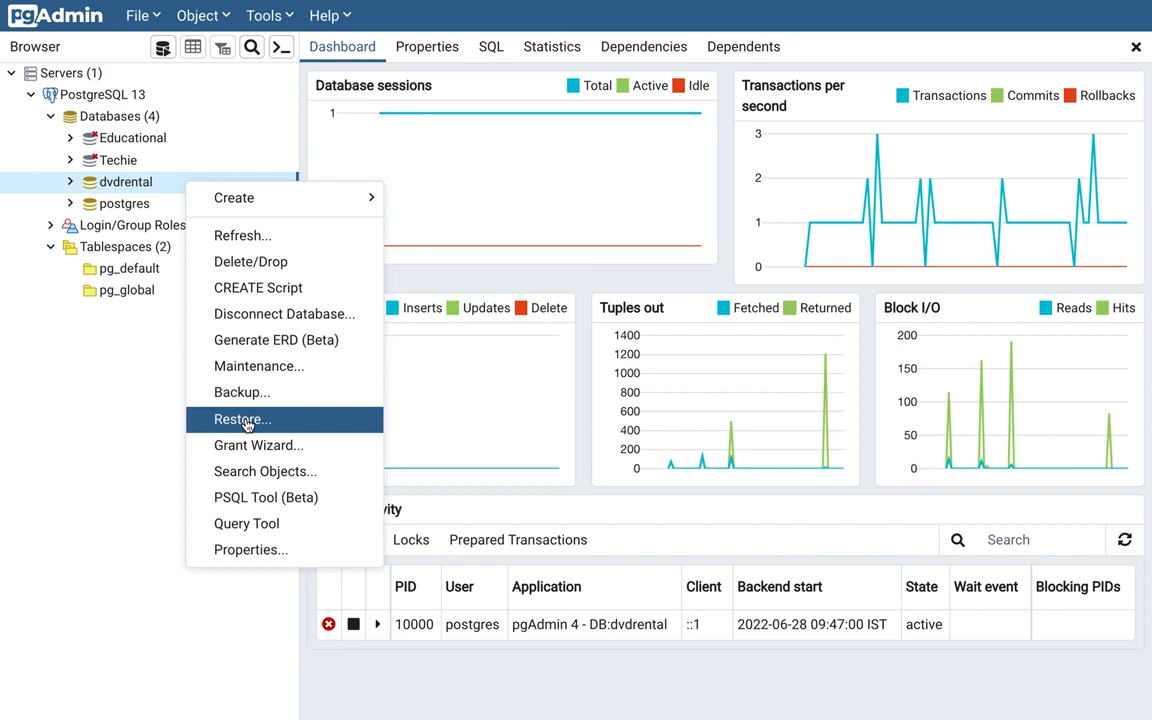 pgAdmin File Object Tools Help
Browser
Dashboard Properties SQL Statistics Dependencies Dependents
Servers (1)
PostgreSQL 13
Databases (4)
Educational
Techie
dvdrental
postgres
Login/Group Roles
Tablespaces (2)
pg_default
pg_global
Create
Refresh...
Delete/Drop
CREATE Script
Disconnect Database...
Generate ERD (Beta)
Maintenance...
Backup...
Restore...
Grant Wizard...
Search Objects...
PSQL Tool (Beta)
Query Tool
Properties...
Database sessions
Total Active Idle
1
Transactions per
second
Transactions Commits Rollbacks
3
2
1
0
Inserts Updates Delete
Tuples out
Fetched Returned
1400
1200
1000
800
600
400
200
0
Block I/O
Reads Hits
200
150
100
50
0
vity
Locks Prepared Transactions
Search
PID User Application Client Backend start State Wait event Blocking PIDs
10000 postgres pgAdmin 4 - DB:dvdrental ::1 2022-06-28 09:47:00 IST active